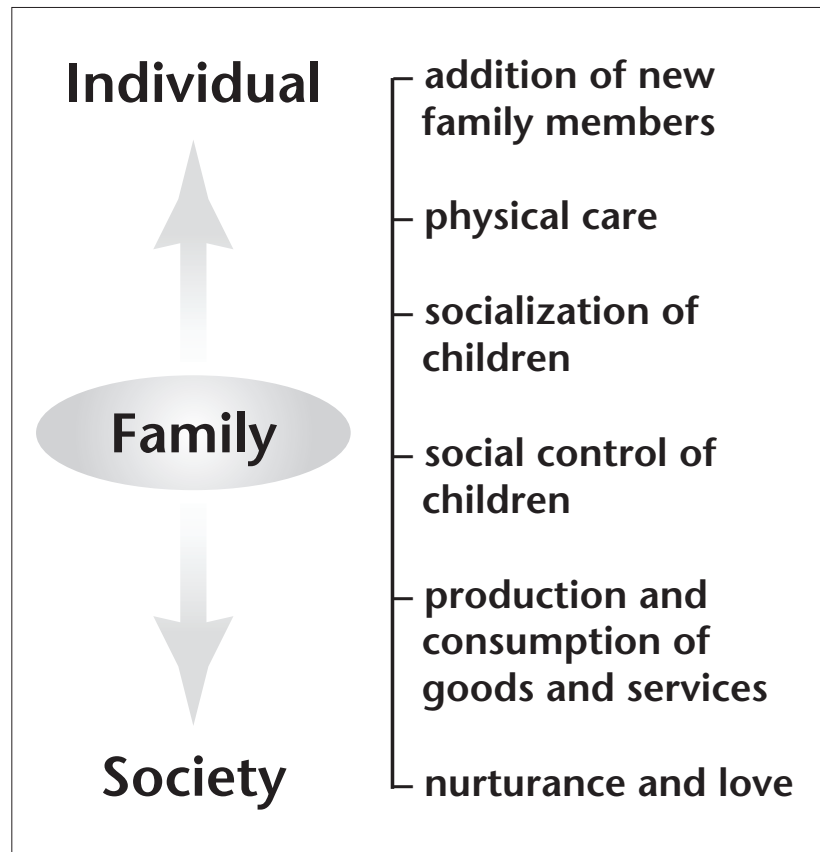 Individual
Family
Society
addition of new
family members
physical care
socialization of
children
social control of
children
production and
consumption of
goods and services
nurturance and love